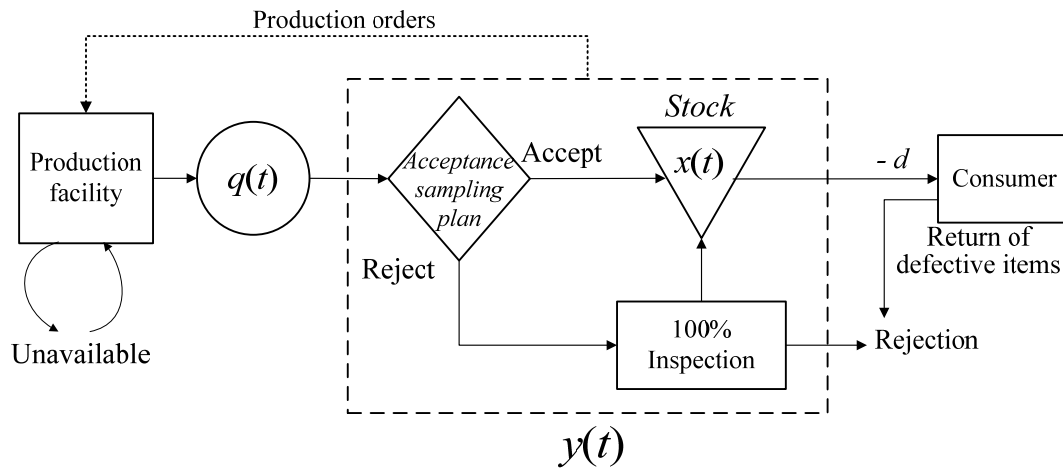 Production orders
Production
facility
q(t)
Acceptance
sampling
plan
Accept
Reject
Stock
x(t)
- d
Consumer
Return of
defective items
100%
Inspection
Rejection
Unavailable
y(t)